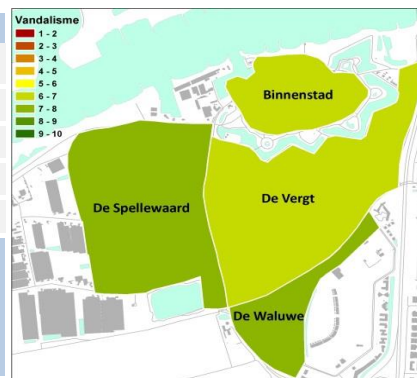 Vandalisme
1 - 2
2 - 3
3 - 4
4 - 5
5 - 6
6 - 7
7 - 8
8 - 9
9 - 10
Binnenstad
De Spellewaard
De Vergt
De Waluwe